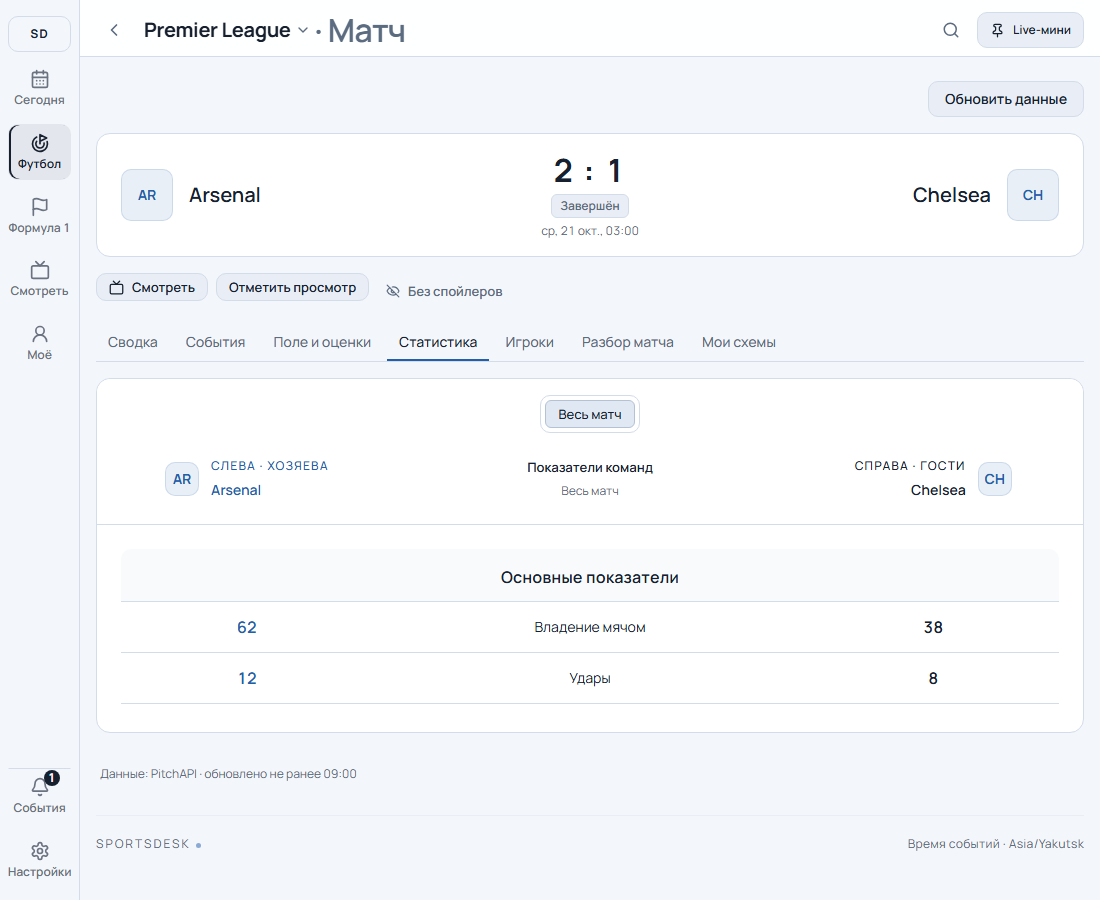 SD
Сегодня
Футбол
Формула 1
Смотреть
Моё
1
События
Настройки
Premier League • Матч
Live-мини
Обновить данные
AR
Arsenal
2 : 1
Завершён
ср, 21 окт., 03:00
Chelsea
CH
Смотреть
Отметить просмотр
Без спойлеров
Сводка
События
Поле и оценки
Статистика
Игроки
Разбор матча
Мои схемы
Весь матч
AR
СЛЕВА · ХОЗЯЕВА
Arsenal
Показатели команд
Весь матч
СПРАВА · ГОСТИ
Chelsea
CH
Основные показатели
62 Владение мячом 38
12 Удары 8
Данные: PitchAPI · обновлено не ранее 09:00
SPORTSDESK
Время событий · Asia/Yakutsk